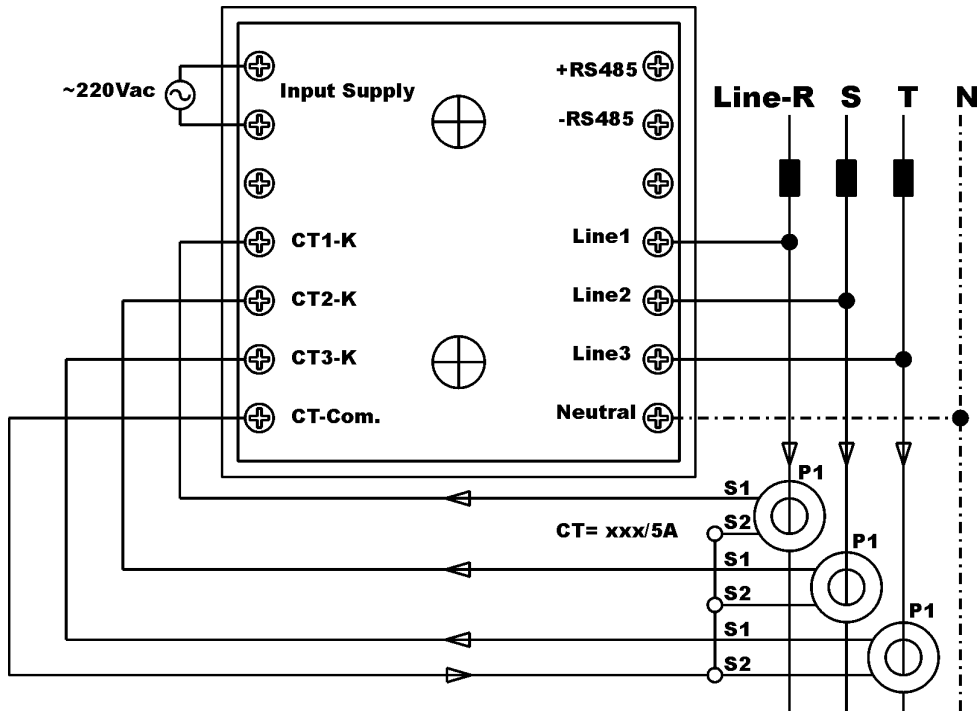 ~220Vac
Input Supply
+RS485
-RS485
Line-R S T N
CT1-K
Line1
CT2-K
Line2
CT3-K
Line3
CT-Com.
Neutral
P1
S1
S2
CT= xxx/5A
P1
S1
S2
P1
S1
S2